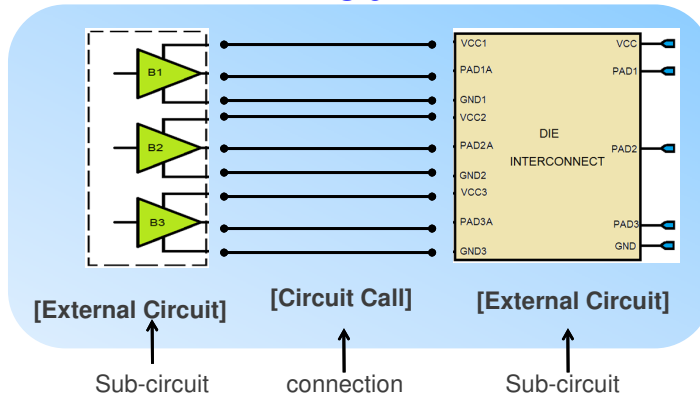 B1
B2
B3
VCC1
PAD1A
GND1
VCC2
PAD2A
GND2
VCC3
PAD3A
GND3
DIE
INTERCONNECT
VCC
PAD1
PAD2
PAD3
GND
[External Circuit]
[Circuit Call]
[External Circuit]
Sub-circuit
connection
Sub-circuit